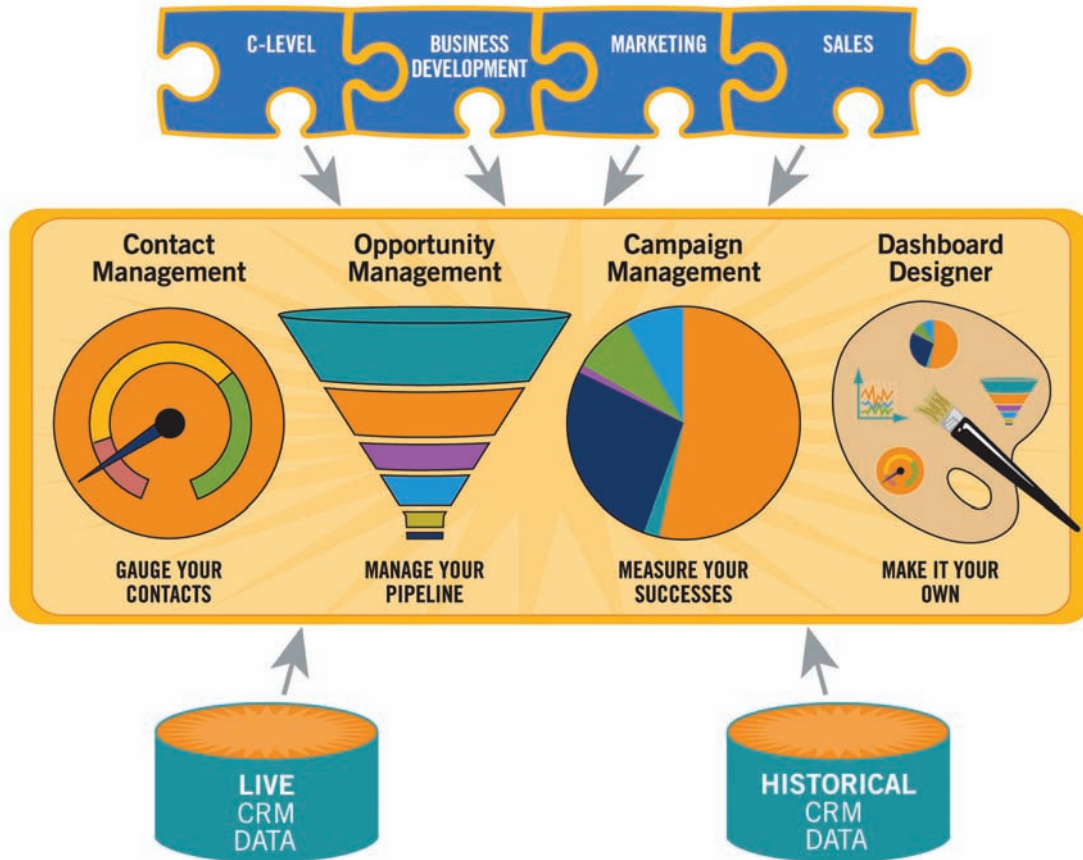 C-LEVEL
BUSINESS
DEVELOPMENT
MARKETING
SALES
Contact
Management
Opportunity
Management
Campaign
Management
Dashboard
Designer
GAUGE YOUR
CONTACTS
MANAGE YOUR
PIPELINE
MEASURE YOUR
SUCCESSES
MAKE IT YOUR
OWN
LIVE
CRM
DATA
HISTORICAL
CRM
DATA